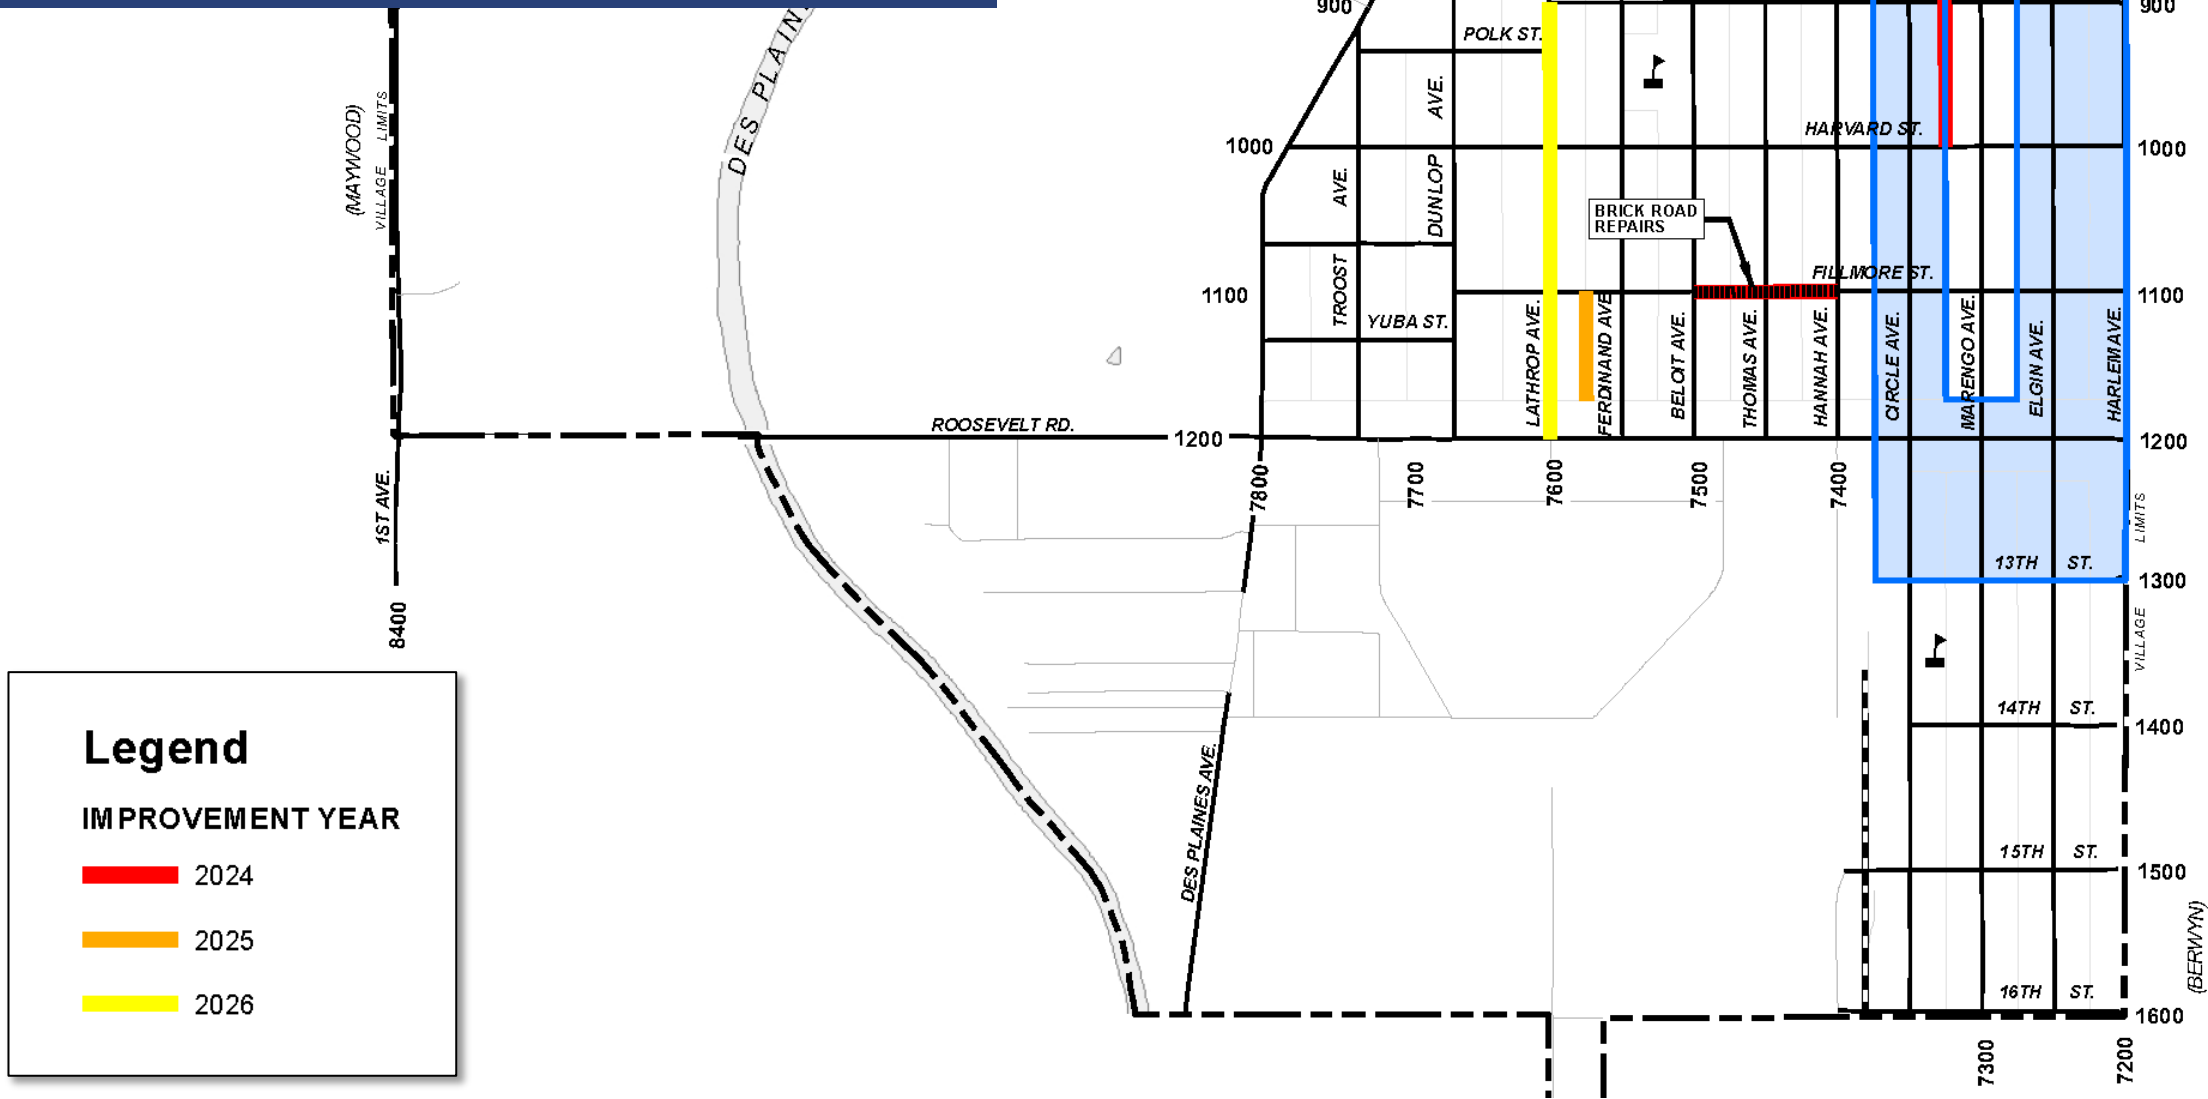 900
900
POLK ST.
DES PLAIN
(MAYWOOD)
VILLAGE LIMITS
AVE.
HARVARD ST.
1000
1000
AVE.
DUNLOP
BRICK ROAD
REPAIRS
FILLMORE ST.
1100
1100
TROOST
YUBA ST.
LATHROP AVE.
FERDINAND AVE.
BELOIT AVE.
THOMAS AVE.
HANNAH AVE.
CIRCLE AVE.
MARENGO AVE.
ELGIN AVE.
HARLEM AVE.
ROOSEVELT RD.
1200
1200
1ST AVE.
7800
7700
7600
7500
7400
VILLAGE LIMITS
13TH ST.
1300
8400
14TH ST.
1400
DES PLAINES AVE.
15TH ST.
1500
(BERWYN)
16TH ST.
1600
7300
7200
Legend
IMPROVEMENT YEAR
2024
2025
2026